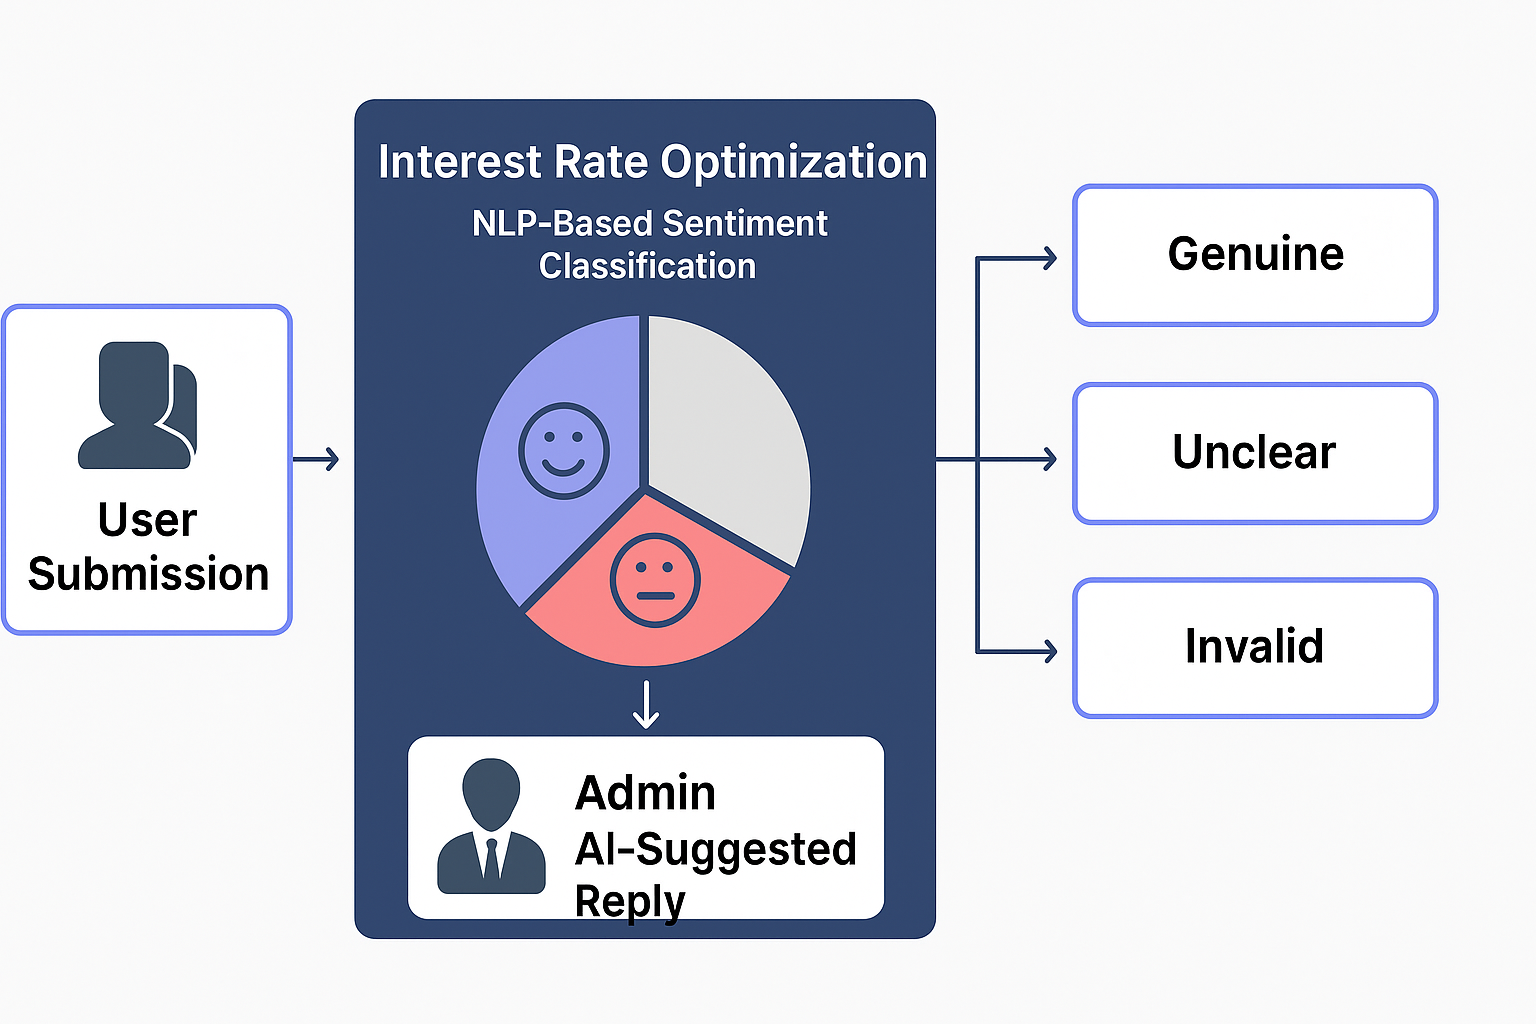 User
Submission
Interest Rate Optimization
NLP-Based Sentiment
Classification
Admin
AI-Suggested
Reply
Genuine
Unclear
Invalid